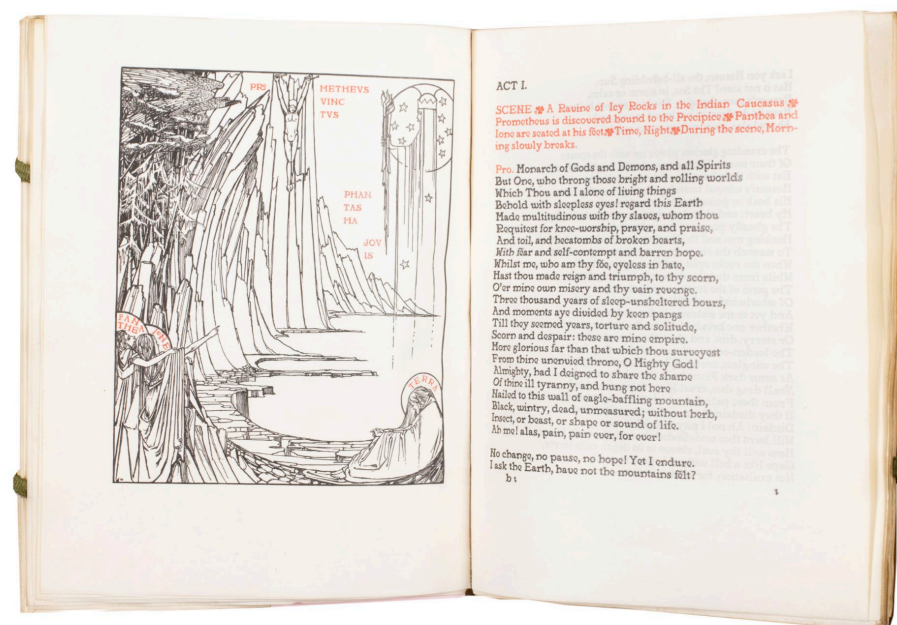 PRO METHEVS
VINC
TVS
PHAN
TAS
MA
JOV
IS
PAN
THEA IONE
TERRA
ACT I.
SCENE ❦ A Ravine of Icy Rocks in the Indian Caucasus ❦
Prometheus is discovered bound to the Precipice ❦ Panthea and
Ione are seated at his feet ❦ Time, Night ❦ During the scene, Morn-
ing slowly breaks.
Pro. Monarch of Gods and Demons, and all Spirits
But One, who throng those bright and rolling worlds
Which Thou and I alone of living things
Behold with sleepless eyes! regard this Earth
Made multitudinous with thy slaves, whom thou
Requitest for knee-worship, prayer, and praise,
And toil, and hecatombs of broken hearts,
With fear and self-contempt and barren hope.
Whilst me, who am thy foe, eyeless in hate,
Hast thou made reign and triumph, to thy scorn,
O'er mine own misery and thy vain revenge.
Three thousand years of sleep-unsheltered hours,
And moments aye divided by keen pangs
Till they seemed years, torture and solitude,
Scorn and despair: these are mine empire.
More glorious far than that which thou surveyest
From thine unenvied throne, O Mighty God!
Almighty, had I deigned to share the shame
Of thine ill tyranny, and hung not here
Nailed to this wall of eagle-baffling mountain,
Black, wintry, dead, unmeasured; without herb,
Insect, or beast, or shape or sound of life.
Ah me! alas, pain, pain ever, for ever!
No change, no pause, no hope! Yet I endure.
I ask the Earth, have not the mountains felt?
b1